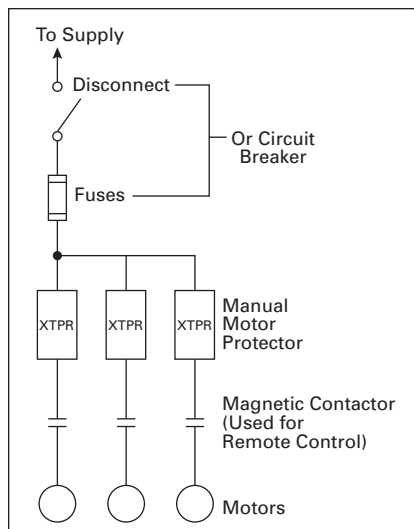 To Supply
Disconnect
Or Circuit
Breaker
Fuses
XTPR XTPR XTPR
Manual
Motor
Protector
Magnetic Contactor
(Used for
Remote Control)
Motors